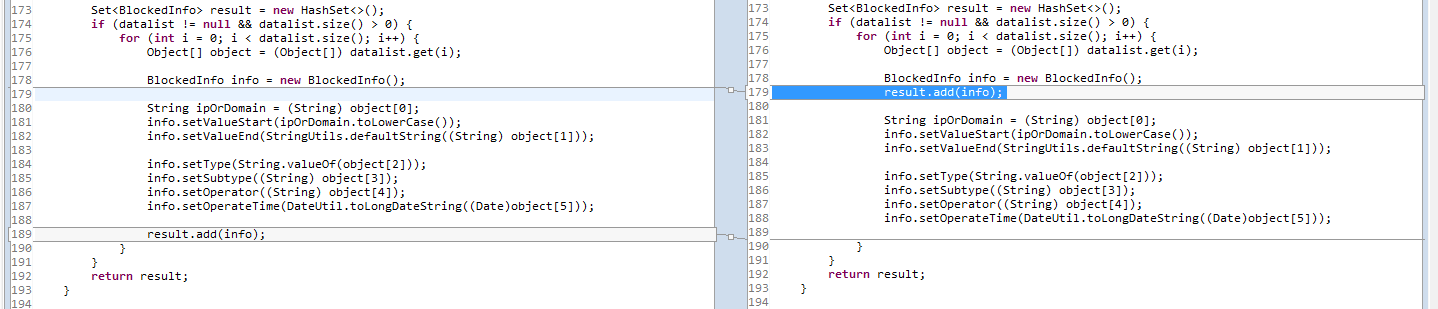 173        Set<BlockedInfo> result = new HashSet<>();
174        if (datalist != null && datalist.size() > 0) {
175            for (int i = 0; i < datalist.size(); i++) {
176                Object[] object = (Object[]) datalist.get(i);
177
178                BlockedInfo info = new BlockedInfo();
179
180                String ipOrDomain = (String) object[0];
181                info.setValueStart(ipOrDomain.toLowerCase());
182                info.setValueEnd(StringUtils.defaultString((String) object[1]));
183
184                info.setType(String.valueOf(object[2]));
185                info.setSubtype((String) object[3]);
186                info.setOperator((String) object[4]);
187                info.setOperateTime(DateUtil.toLongDateString((Date)object[5]));
188
189                result.add(info);
190            }
191        }
192        return result;
193    }
194
173        Set<BlockedInfo> result = new HashSet<>();
174        if (datalist != null && datalist.size() > 0) {
175            for (int i = 0; i < datalist.size(); i++) {
176                Object[] object = (Object[]) datalist.get(i);
177
178                BlockedInfo info = new BlockedInfo();
179                result.add(info);
180
181                String ipOrDomain = (String) object[0];
182                info.setValueStart(ipOrDomain.toLowerCase());
183                info.setValueEnd(StringUtils.defaultString((String) object[1]));
184
185                info.setType(String.valueOf(object[2]));
186                info.setSubtype((String) object[3]);
187                info.setOperator((String) object[4]);
188                info.setOperateTime(DateUtil.toLongDateString((Date)object[5]));
189
190            }
191        }
192        return result;
193    }
194